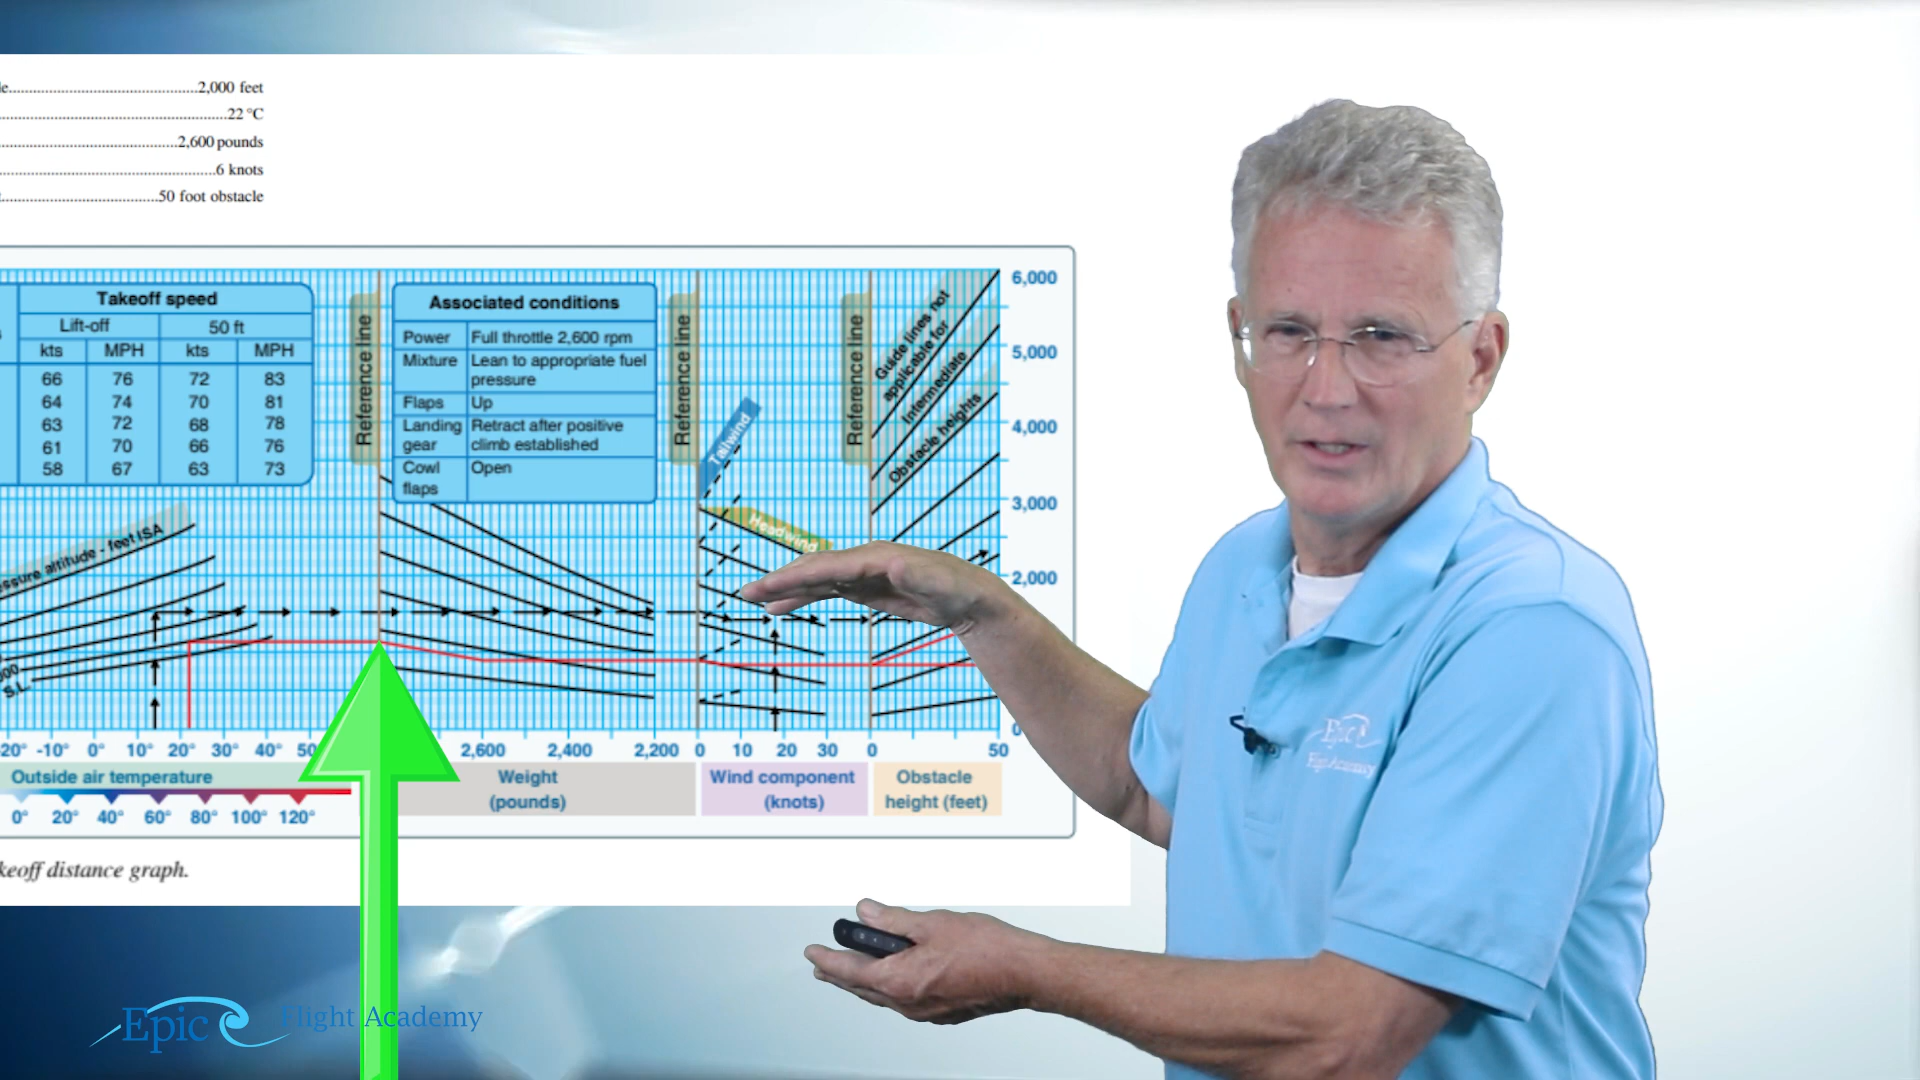 2,000 feet
22 °C
2,600 pounds
6 knots
50 foot obstacle
Takeoff speed
Lift-off 50 ft
kts MPH kts MPH
66 76 72 83
64 74 70 81
63 72 68 78
61 70 66 76
58 67 63 73
Reference line
Associated conditions
Power Full throttle 2,600 rpm
Mixture Lean to appropriate fuel
pressure
Flaps Up
Landing Retract after positive
gear climb established
Cowl Open
flaps
Reference line
Reference line
Tailwind
Headwind
Guide lines not
applicable for
Intermediate
Obstacle heights
6,000
5,000
4,000
3,000
2,000
0
altitude - feet ISA
S.L.
-10° 0° 10° 20° 30° 40° 50
2,600 2,400 2,200
0 10 20 30
0 50
Outside air temperature
0° 20° 40° 60° 80° 100° 120°
Weight
(pounds)
Wind component
(knots)
Obstacle
height (feet)
distance graph.
Epic Flight Academy
Epic
Flight Academy